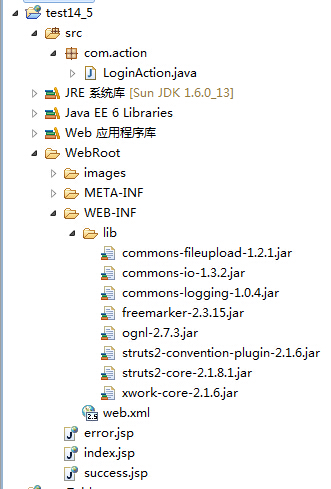 test14_5
src
com.action
LoginAction.java
JRE 系统库 [Sun JDK 1.6.0_13]
Java EE 6 Libraries
Web 应用程序库
WebRoot
images
META-INF
WEB-INF
lib
commons-fileupload-1.2.1.jar
commons-io-1.3.2.jar
commons-logging-1.0.4.jar
freemarker-2.3.15.jar
ognl-2.7.3.jar
struts2-convention-plugin-2.1.6.jar
struts2-core-2.1.8.1.jar
xwork-core-2.1.6.jar
web.xml
error.jsp
index.jsp
success.jsp